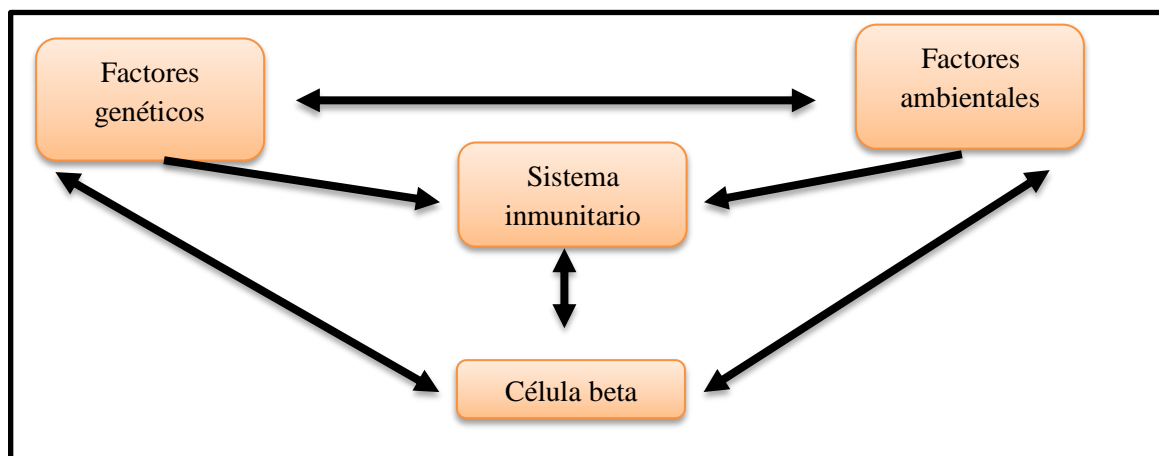 Factores
genéticos
Factores
ambientales
Sistema
inmunitario
Célula beta